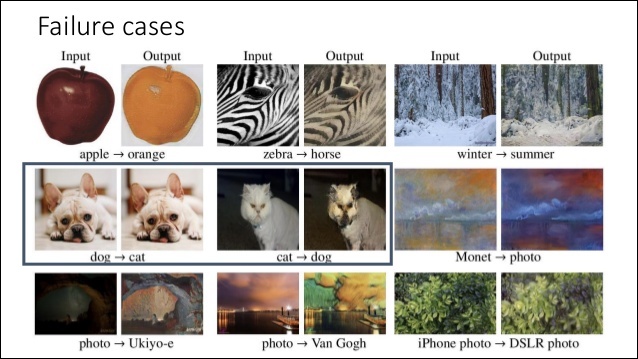 Failure cases
Input Output Input Output Input Output
apple → orange zebra → horse winter → summer
dog → cat cat → dog Monet → photo
photo → Ukiyo-e photo → Van Gogh iPhone photo → DSLR photo